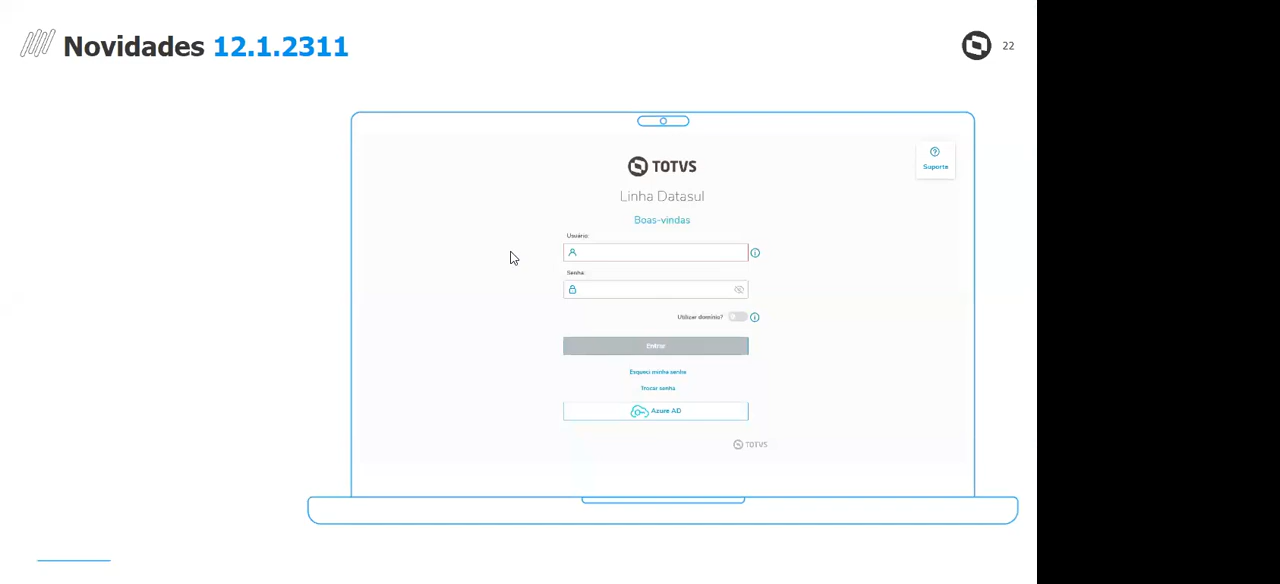 Novidades 12.1.2311
22
TOTVS
Suporte
Linha Datasul
Boas-vindas
Usuário:
Senha:
Utilizar domínio?
Entrar
Esqueci minha senha
Trocar senha
Azure AD
TOTVS